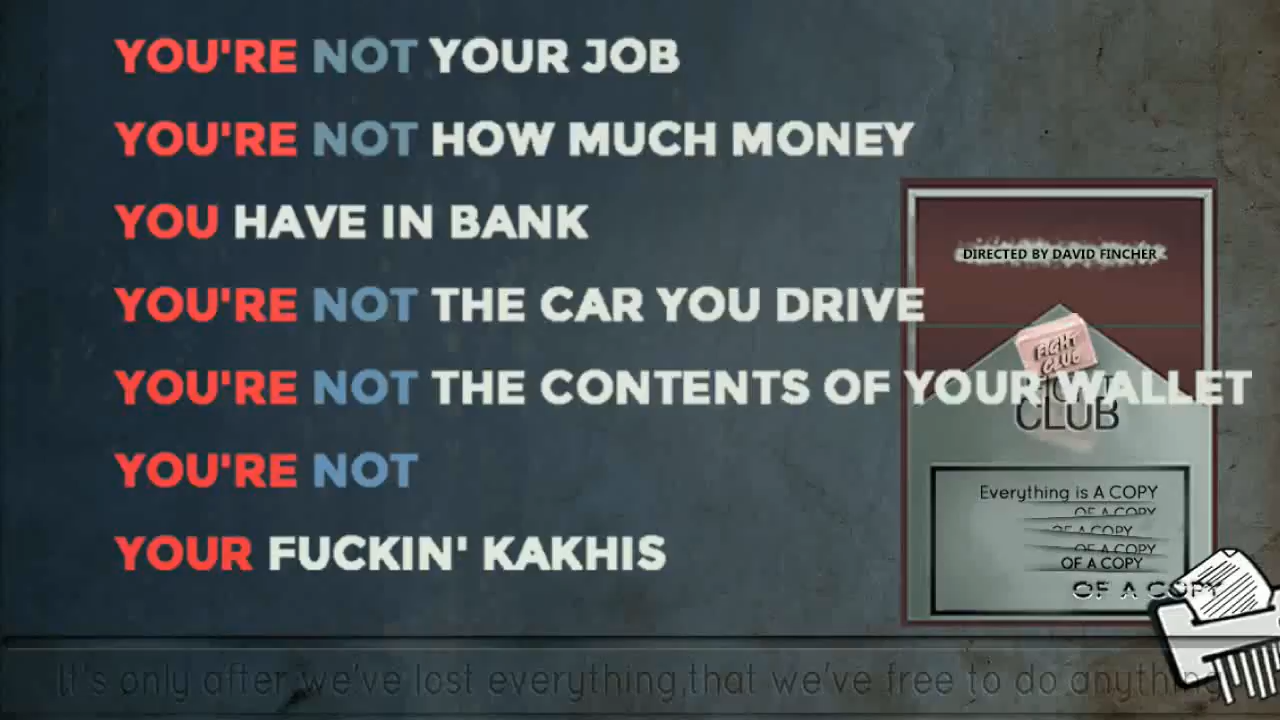 YOU'RE NOT YOUR JOB
YOU'RE NOT HOW MUCH MONEY
YOU HAVE IN BANK
YOU'RE NOT THE CAR YOU DRIVE
YOU'RE NOT THE CONTENTS OF YOUR WALLET
YOU'RE NOT
YOUR FUCKIN' KAKHIS
DIRECTED BY DAVID FINCHER
FIGHT
CLUB
CLUB
Everything is A COPY
OF A COPY
OF A COPY
OF A COPY
OF A COPY
OF A COPY
It's only after we've lost everything,that we've free to do